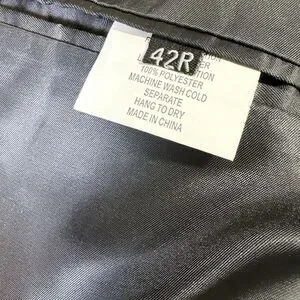 42R
100% POLYESTER
MACHINE WASH COLD
SEPARATE
HANG TO DRY
MADE IN CHINA